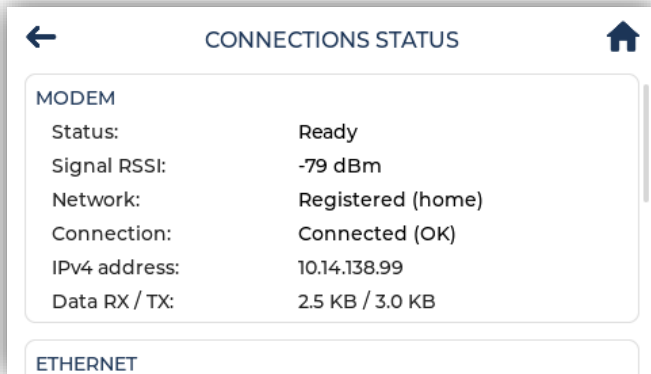 CONNECTIONS STATUS
MODEM
Status: Ready
Signal RSSI: -79 dBm
Network: Registered (home)
Connection: Connected (OK)
IPv4 address: 10.14.138.99
Data RX / TX: 2.5 KB / 3.0 KB
ETHERNET